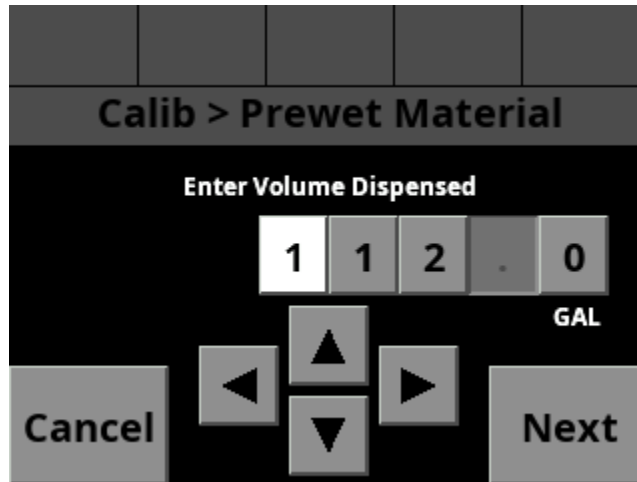 Calib > Prewet Material
Enter Volume Dispensed
1 1 2 . 0
GAL
Cancel
Next